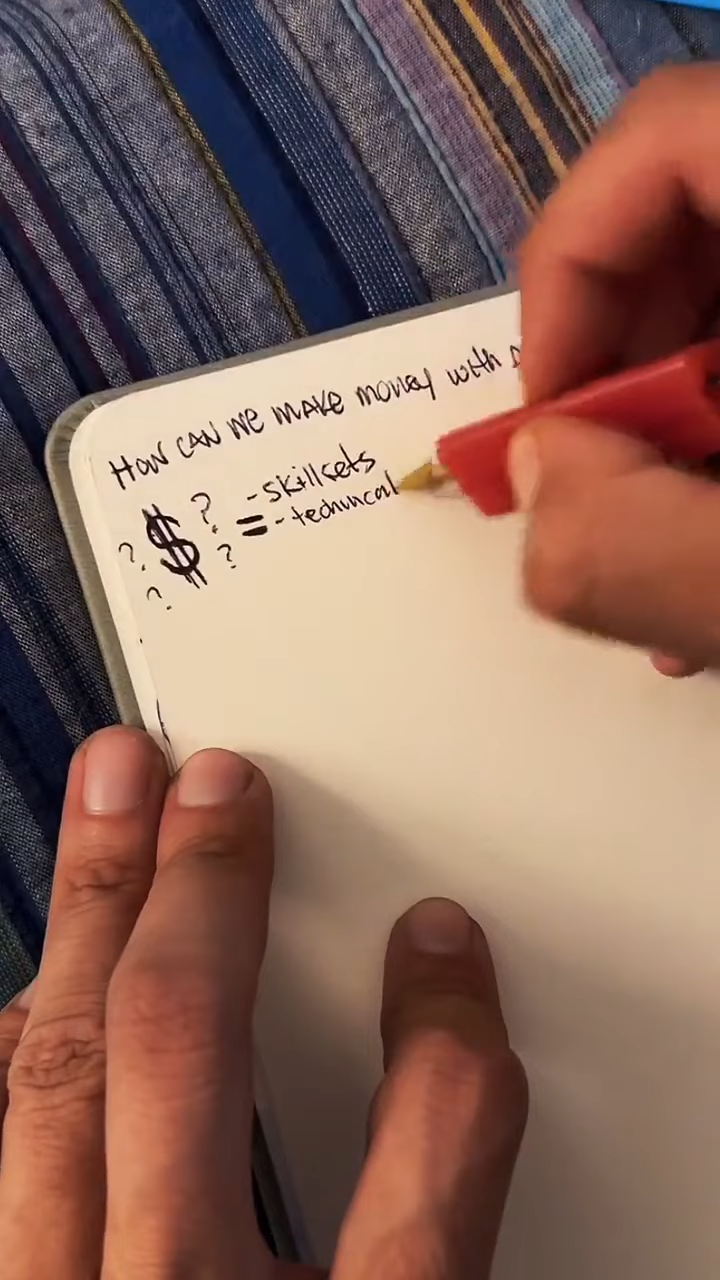 HOW CAN WE MAKE MONEY WITH
? $ ? = - skillsets
? ? - technical